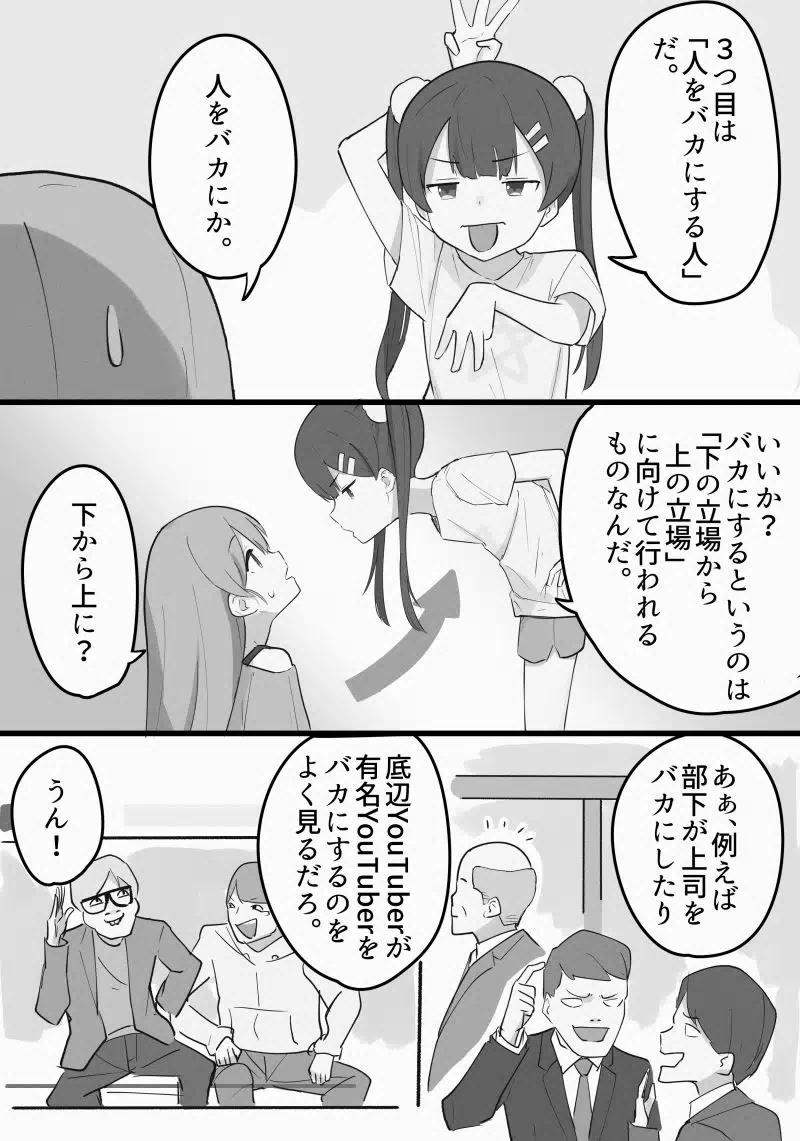 ３つ目は
「人をバカにする人」
だ。
人をバカにか。
いいか？
バカにするというのは
「下の立場から
上の立場」
に向けて行われる
ものなんだ。
下から上に？
あぁ、例えば
部下が上司を
バカにしたり
底辺YouTuberが
有名YouTuberを
バカにするのを
よく見るだろ。
うん！